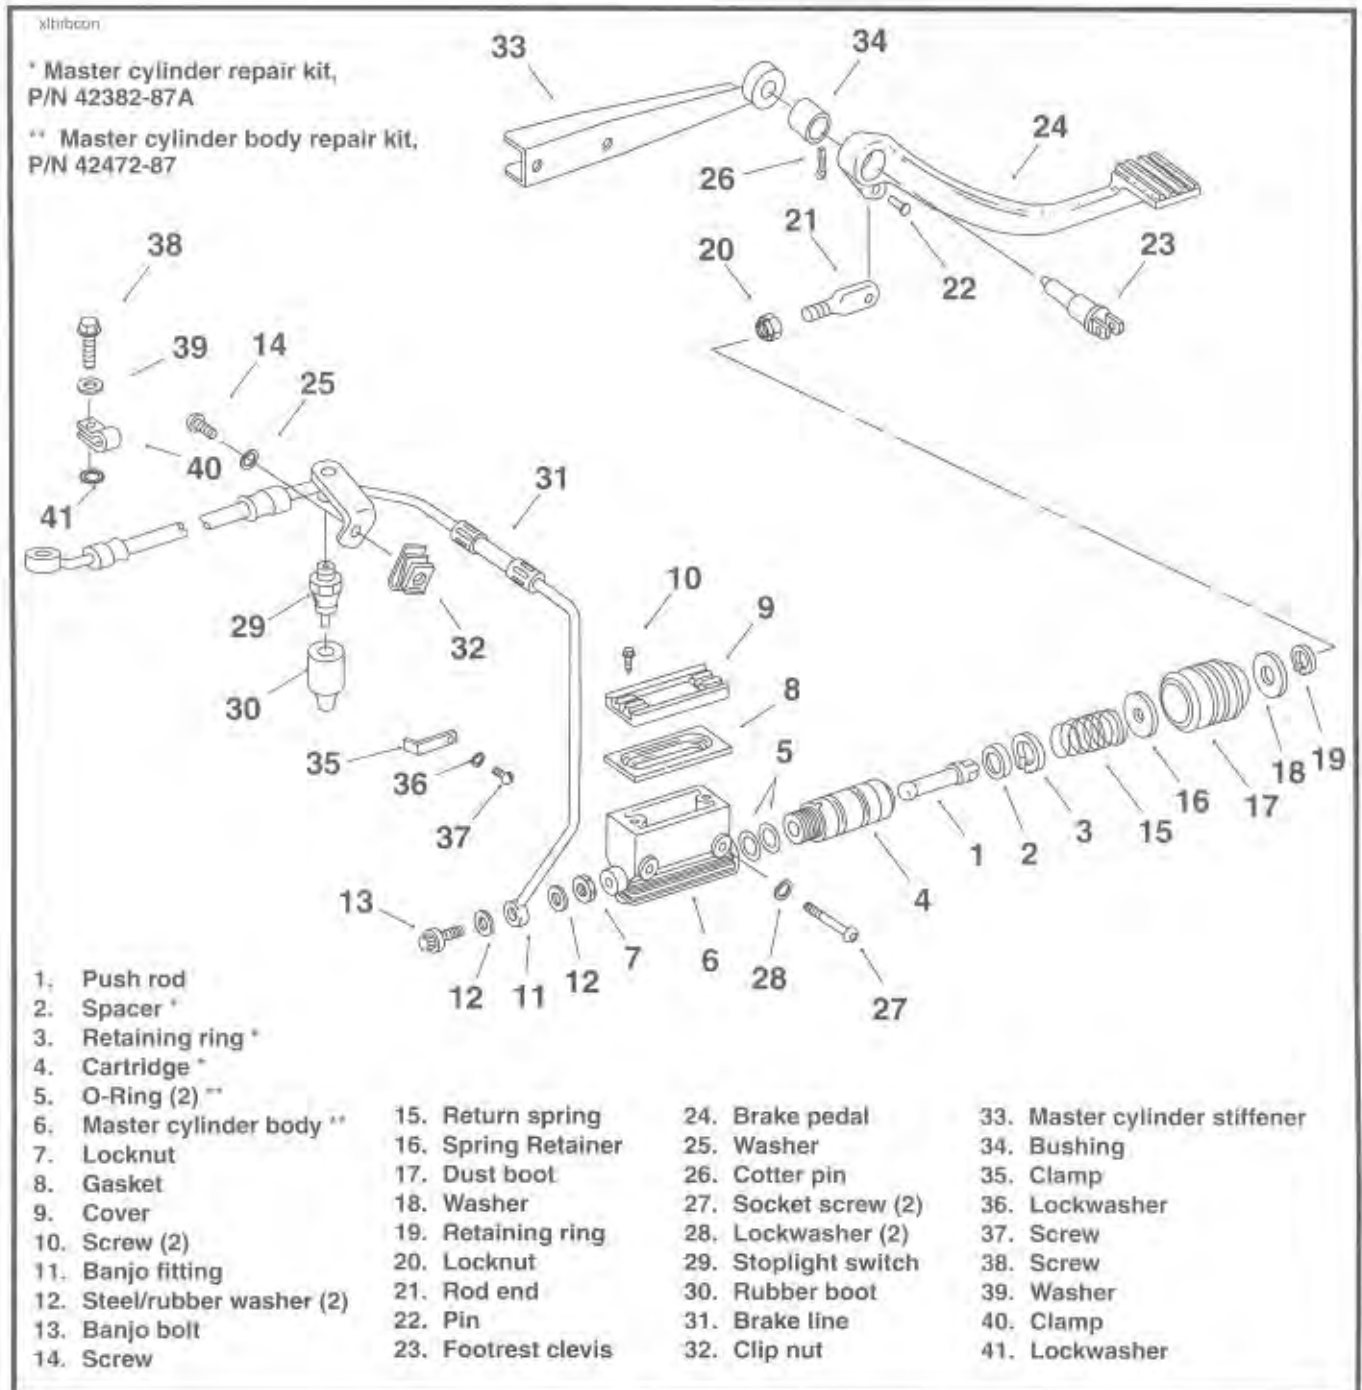 xlhrbcon
* Master cylinder repair kit,
P/N 42382-87A
** Master cylinder body repair kit,
P/N 42472-87
33
34
24
26
21
20
22
23
38
39
14
25
40
41
31
29
32
30
10
9
8
5
35
36
37
13
12
11
12
7
6
28
27
4
1
2
3
15
16
17
18
19
1. Push rod
2. Spacer *
3. Retaining ring *
4. Cartridge *
5. O-Ring (2) **
6. Master cylinder body **
7. Locknut
8. Gasket
9. Cover
10. Screw (2)
11. Banjo fitting
12. Steel/rubber washer (2)
13. Banjo bolt
14. Screw
15. Return spring
16. Spring Retainer
17. Dust boot
18. Washer
19. Retaining ring
20. Locknut
21. Rod end
22. Pin
23. Footrest clevis
24. Brake pedal
25. Washer
26. Cotter pin
27. Socket screw (2)
28. Lockwasher (2)
29. Stoplight switch
30. Rubber boot
31. Brake line
32. Clip nut
33. Master cylinder stiffener
34. Bushing
35. Clamp
36. Lockwasher
37. Screw
38. Screw
39. Washer
40. Clamp
41. Lockwasher